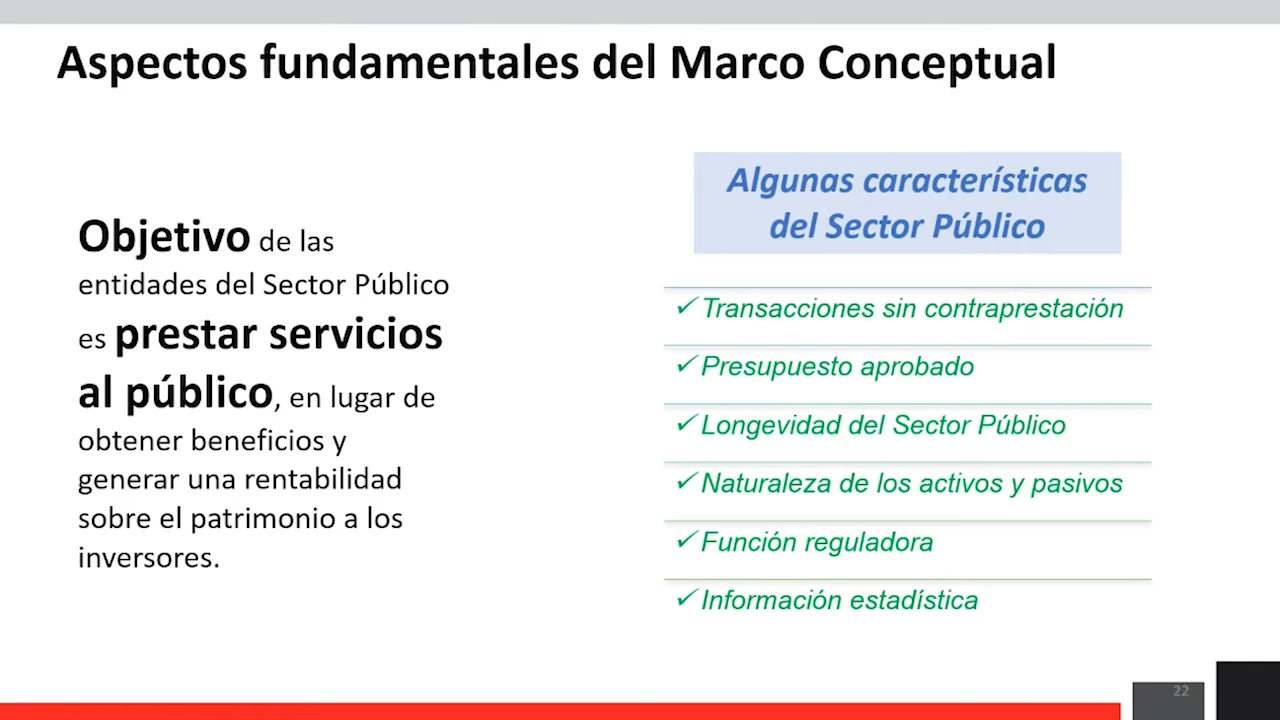 Aspectos fundamentales del Marco Conceptual
Objetivo de las
entidades del Sector Público
es prestar servicios
al público, en lugar de
obtener beneficios y
generar una rentabilidad
sobre el patrimonio a los
inversores.
Algunas características
del Sector Público
✓ Transacciones sin contraprestación
✓ Presupuesto aprobado
✓ Longevidad del Sector Público
✓ Naturaleza de los activos y pasivos
✓ Función reguladora
✓ Información estadística
22